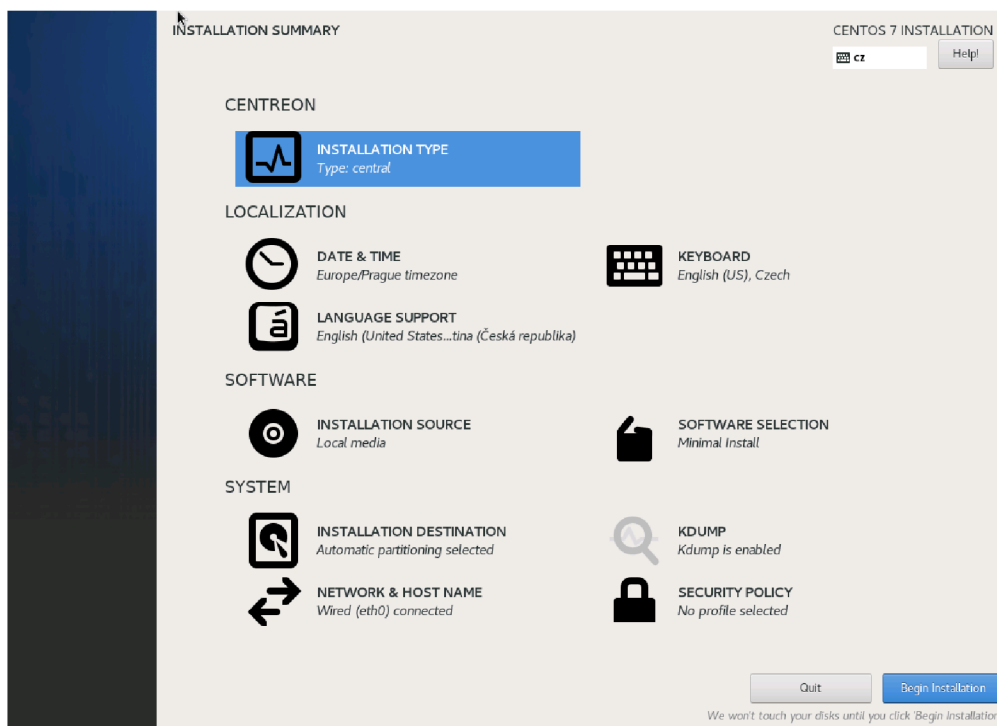 INSTALLATION SUMMARY
CENTOS 7 INSTALLATION
cz
Help!
CENTREON
INSTALLATION TYPE
Type: central
LOCALIZATION
DATE & TIME
Europe/Prague timezone
KEYBOARD
English (US), Czech
á
LANGUAGE SUPPORT
English (United States...tina (Česká republika)
SOFTWARE
INSTALLATION SOURCE
Local media
SOFTWARE SELECTION
Minimal Install
SYSTEM
INSTALLATION DESTINATION
Automatic partitioning selected
KDUMP
Kdump is enabled
NETWORK & HOST NAME
Wired (eth0) connected
SECURITY POLICY
No profile selected
Quit
Begin Installation
We won't touch your disks until you click 'Begin Installation